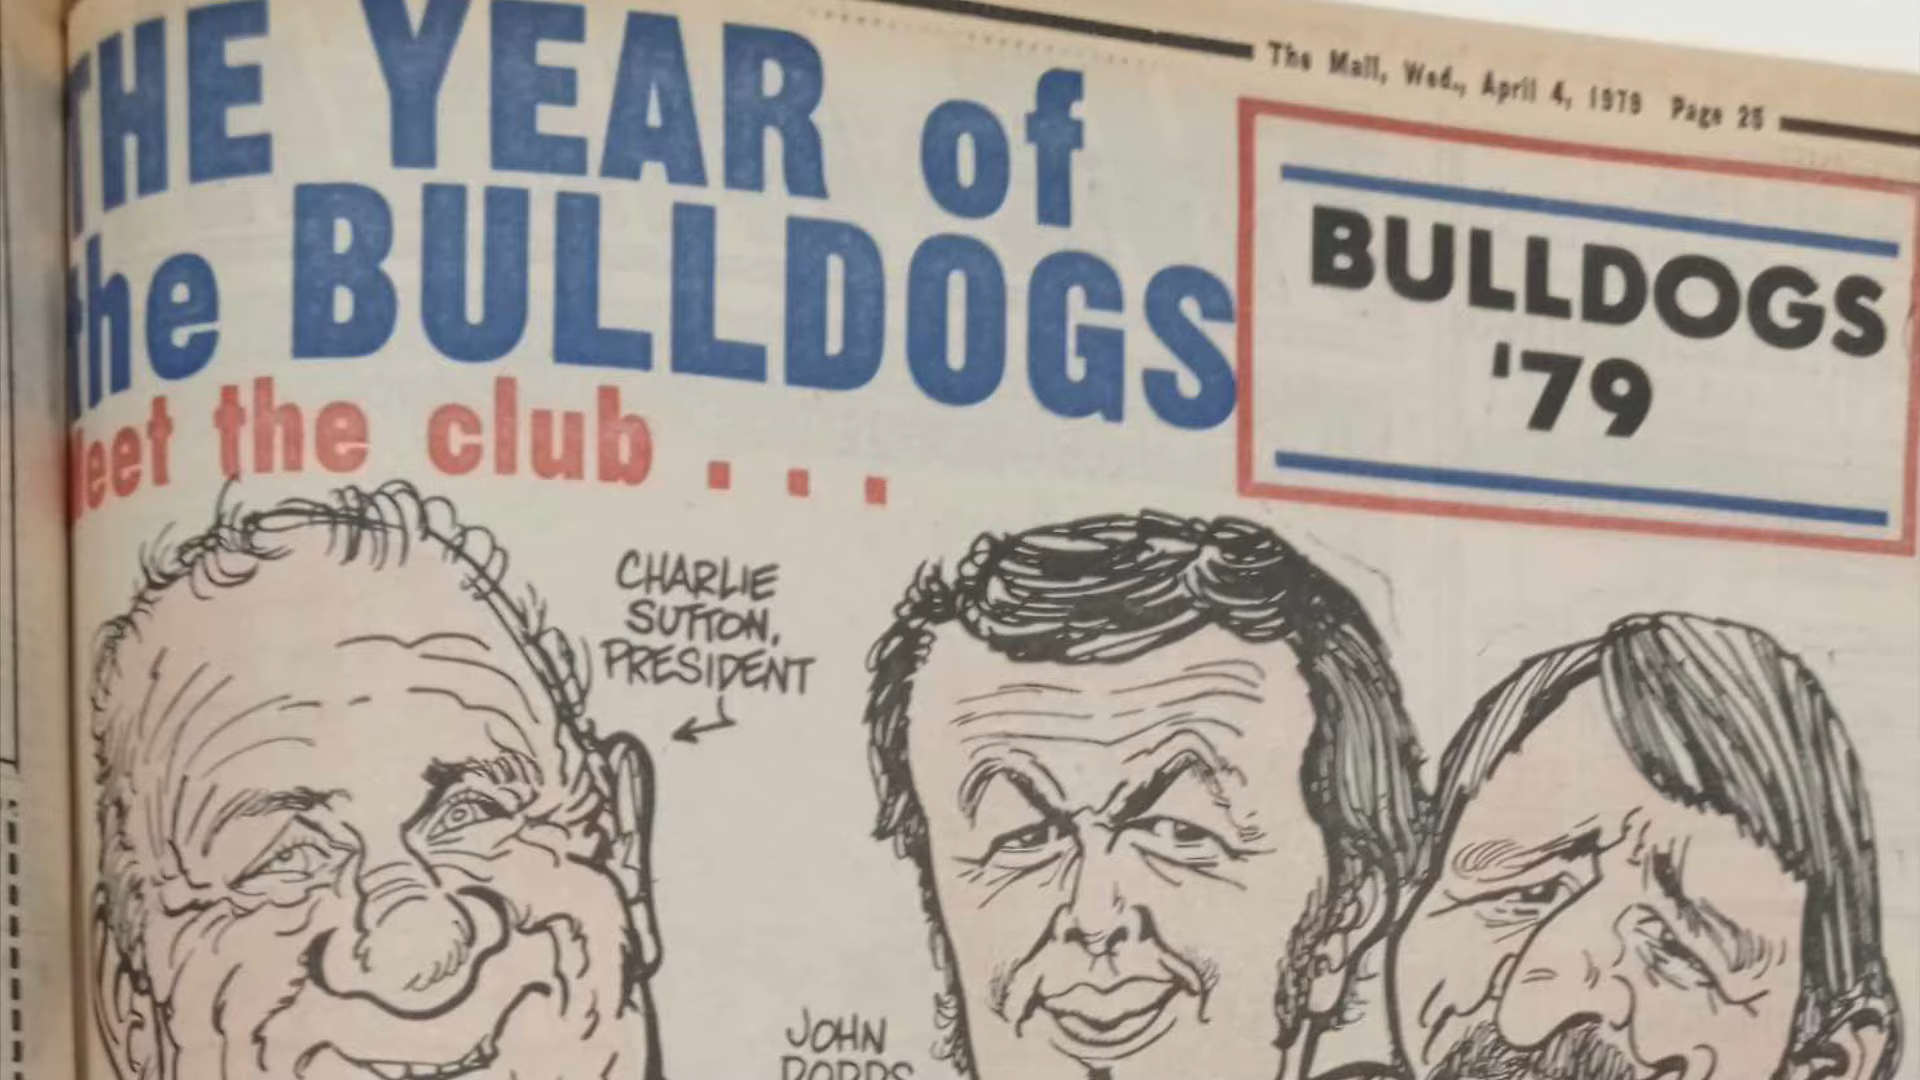 The Mail, Wed., April 4, 1979 Page 25
THE YEAR of
the BULLDOGS
Meet the club . . .
BULLDOGS
'79
CHARLIE
SUTTON,
PRESIDENT
JOHN